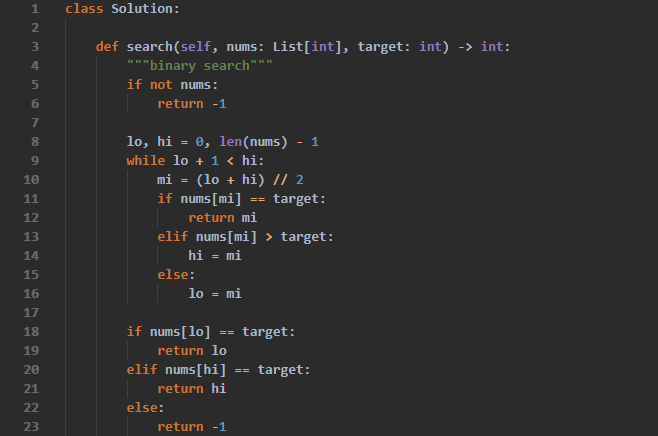 1 class Solution:
2
3     def search(self, nums: List[int], target: int) -> int:
4         """binary search"""
5         if not nums:
6             return -1
7
8         lo, hi = 0, len(nums) - 1
9         while lo + 1 < hi:
10             mi = (lo + hi) // 2
11             if nums[mi] == target:
12                 return mi
13             elif nums[mi] > target:
14                 hi = mi
15             else:
16                 lo = mi
17
18         if nums[lo] == target:
19             return lo
20         elif nums[hi] == target:
21             return hi
22         else:
23             return -1